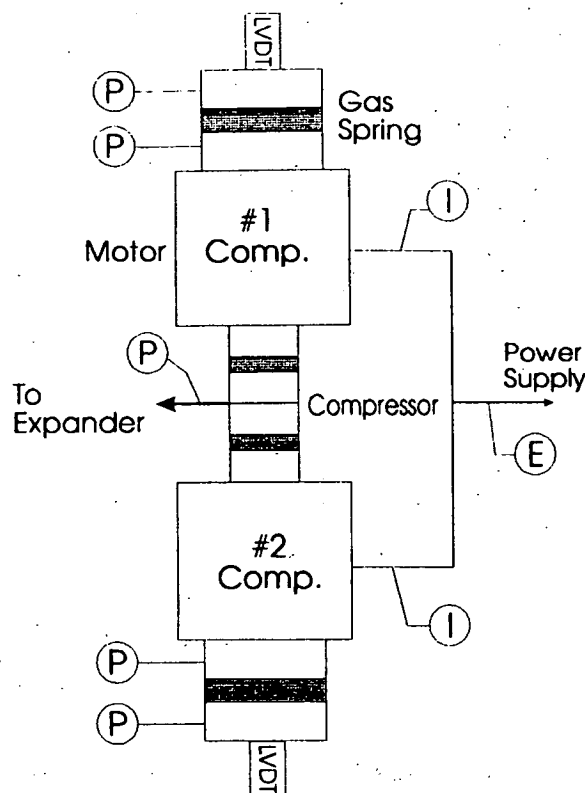 LVDT
P
Gas
Spring
P
I
#1
Comp.
Motor
P
Power
Supply
To
Expander
Compressor
E
#2
Comp.
I
P
P
LVDT